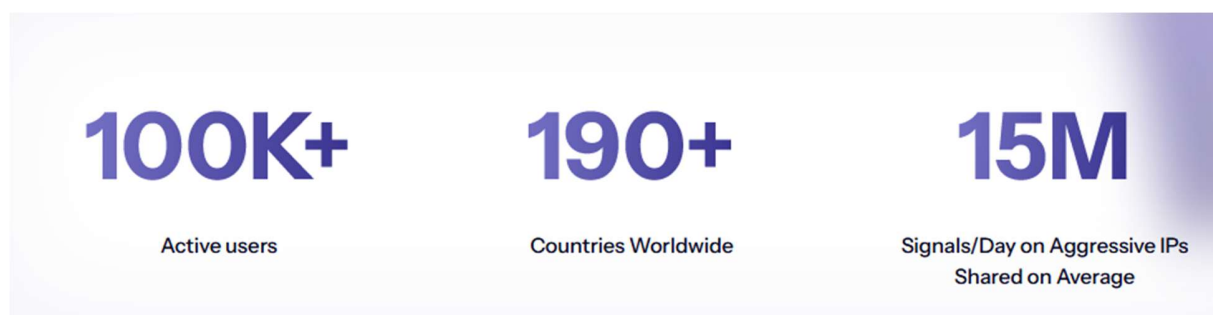 100K+
Active users
190+
Countries Worldwide
15M
Signals/Day on Aggressive IPs
Shared on Average